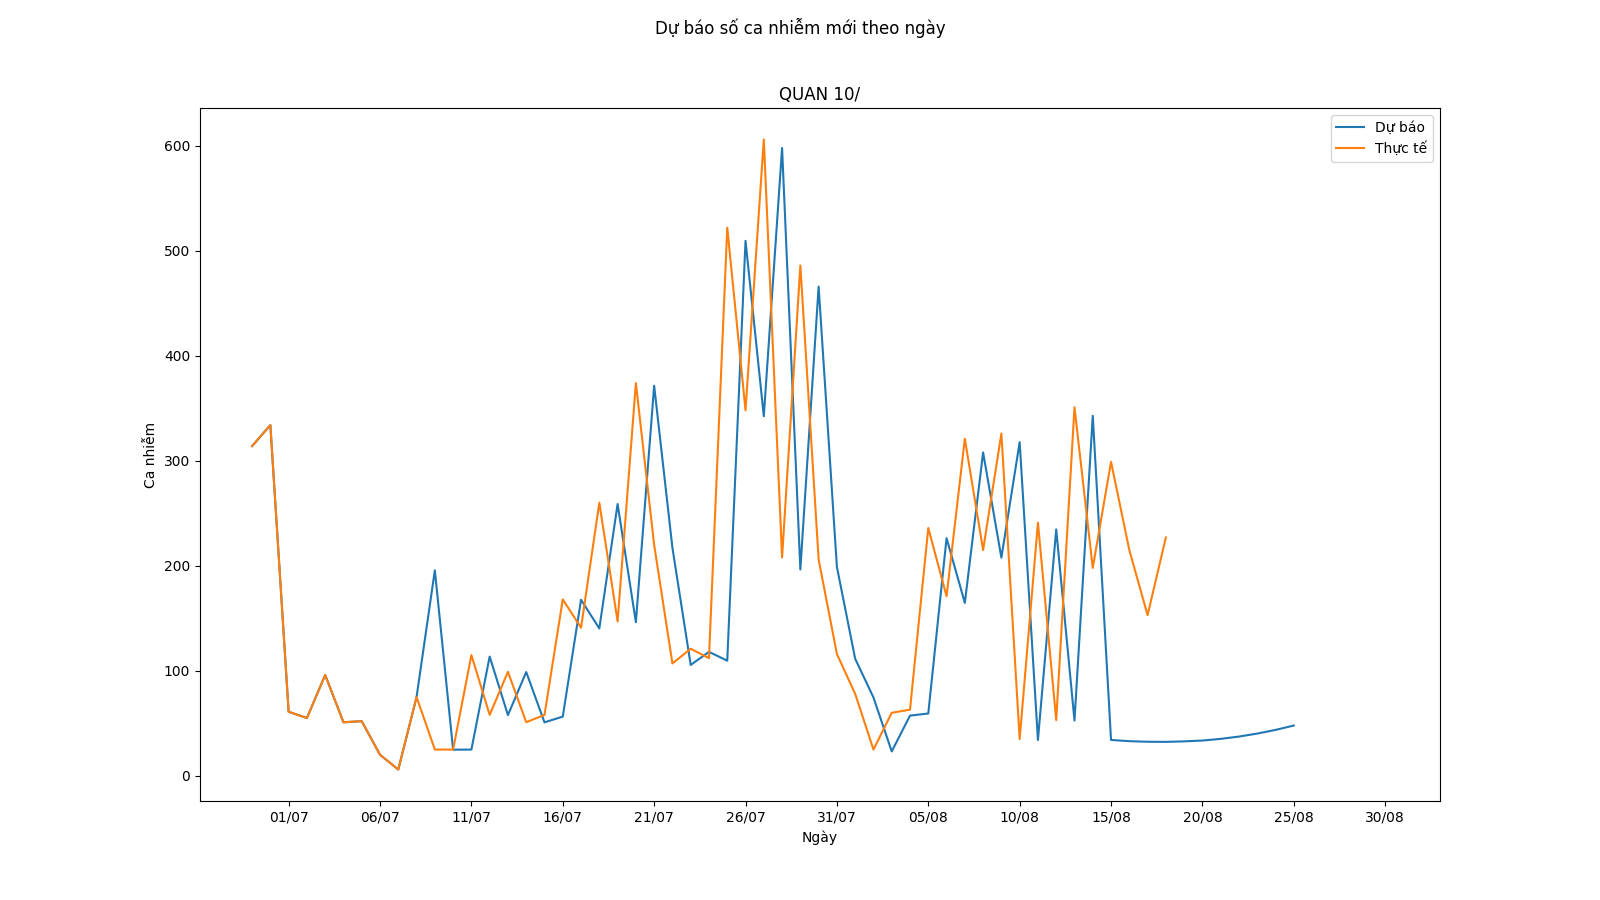 Dự báo số ca nhiễm mới theo ngày
QUAN 10/
Dự báo
Thực tế
Ca nhiễm
600
500
400
300
200
100
0
01/07 06/07 11/07 16/07 21/07 26/07 31/07 05/08 10/08 15/08 20/08 25/08 30/08
Ngày